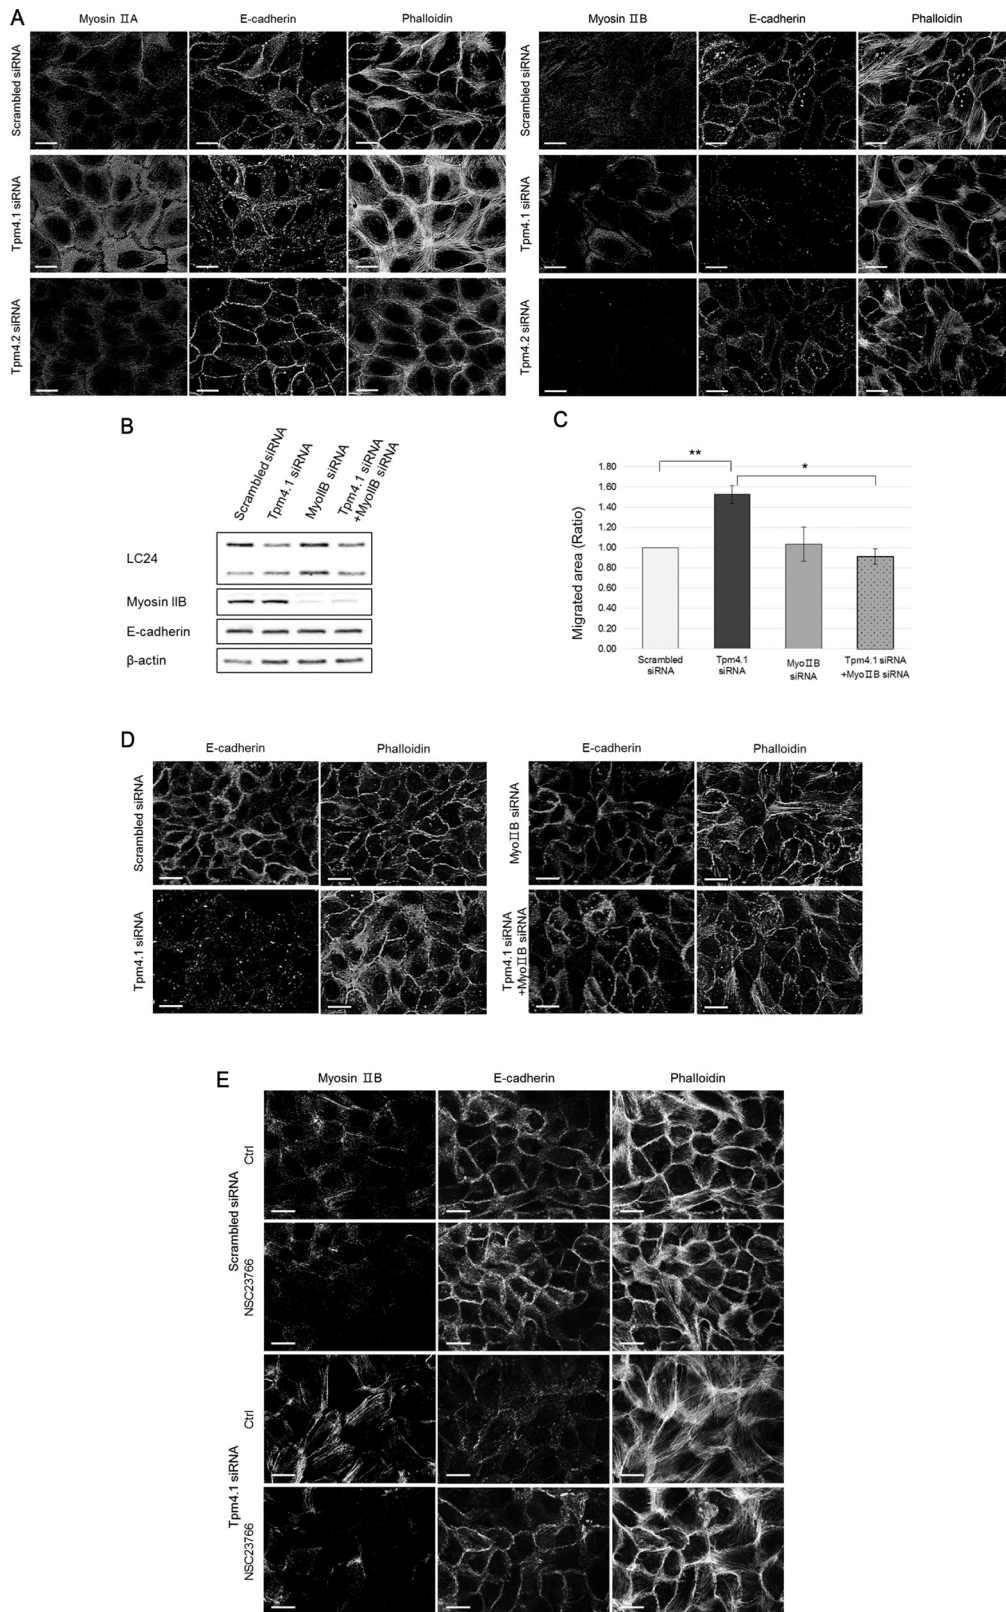 A
Myosin ⅡA
E-cadherin
Phalloidin
Myosin ⅡB
E-cadherin
Phalloidin
Scrambled siRNA
Tpm4.1 siRNA
Tpm4.2 siRNA
Scrambled siRNA
Tpm4.1 siRNA
Tpm4.2 siRNA
B
Scrambled siRNA
Tpm4.1 siRNA
MyoIIB siRNA
Tpm4.1 siRNA
+MyoIIB siRNA
LC24
Myosin IIB
E-cadherin
β-actin
C
Migrated area (Ratio)
1.80
1.60
1.40
1.20
1.00
0.80
0.60
0.40
0.20
0.00
**
*
Scrambled
siRNA
Tpm4.1
siRNA
MyoⅡB
siRNA
Tpm4.1 siRNA
+MyoⅡB siRNA
D
E-cadherin
Phalloidin
E-cadherin
Phalloidin
Scrambled siRNA
Tpm4.1 siRNA
MyoⅡB siRNA
Tpm4.1 siRNA
+MyoⅡB siRNA
E
Myosin ⅡB
E-cadherin
Phalloidin
Scrambled siRNA
Ctrl
NSC23766
Tpm4.1 siRNA
Ctrl
NSC23766